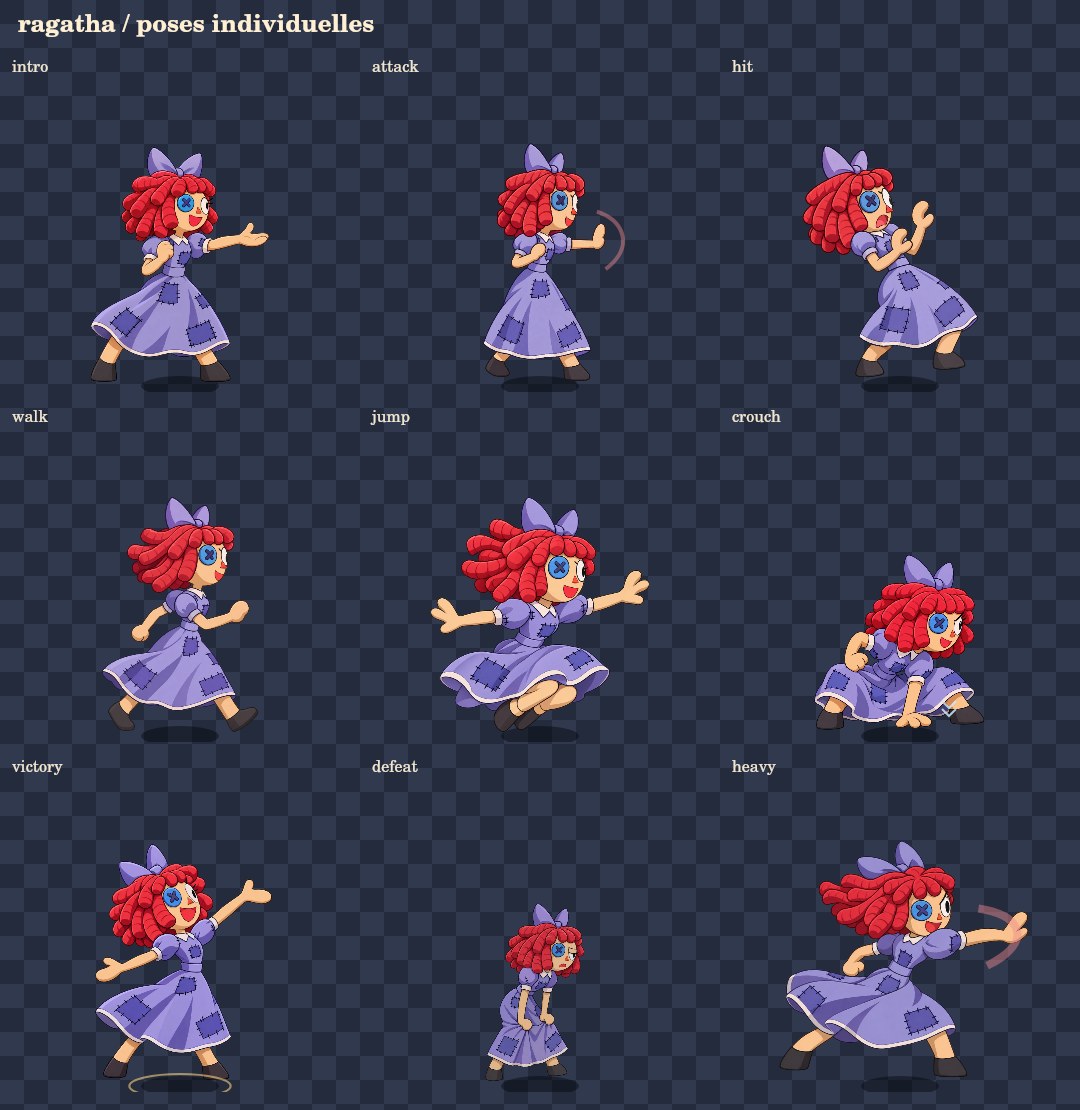 ragatha / poses individuelles
intro
attack
hit
walk
jump
crouch
victory
defeat
heavy